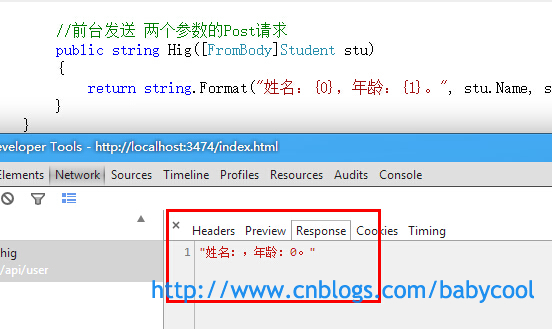 //前台发送 两个参数的Post请求
public string Hig([FromBody]Student stu)
{
return string.Format("姓名：{0}，年龄：{1}。", stu.Name, s
}
}
eveloper Tools - http://localhost:3474/index.html
Elements Network Sources Timeline Profiles Resources Audits Console
× Headers Preview Response Cookies Timing
1 "姓名：，年龄：0。"
hig
/api/user
http://www.cnblogs.com/babycool